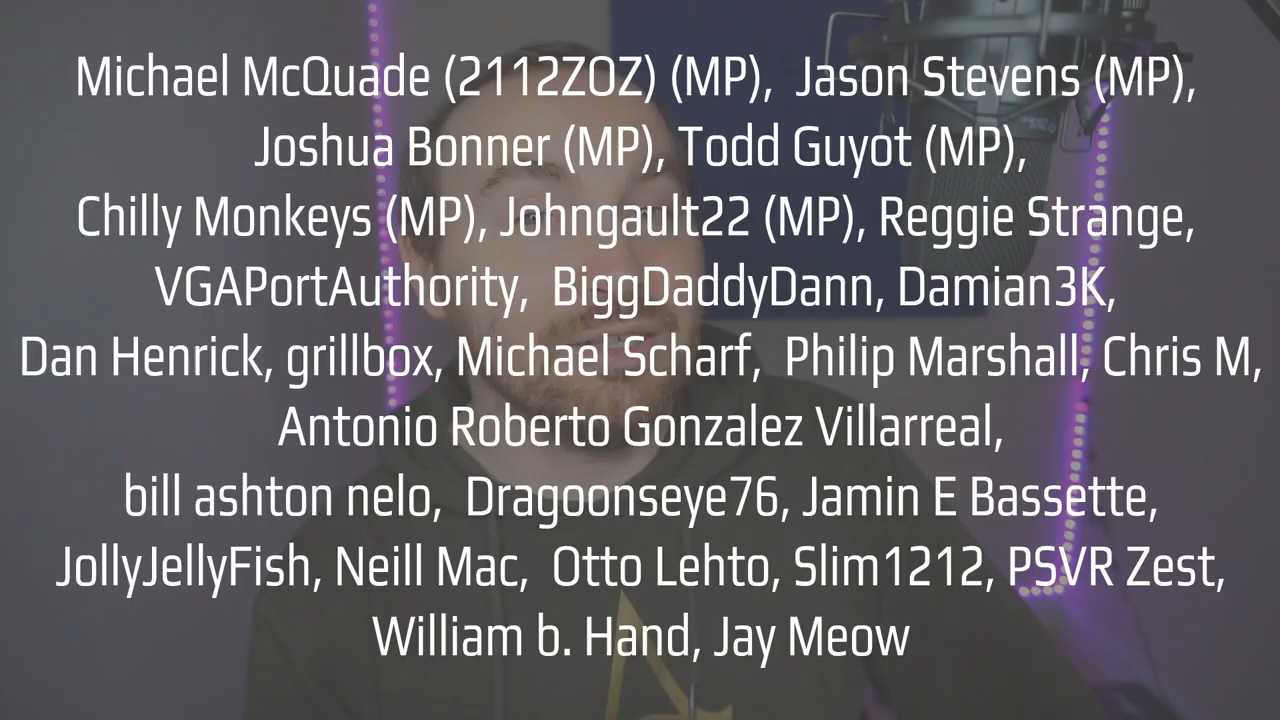 Michael McQuade (2112ZOZ) (MP),  Jason Stevens (MP),
Joshua Bonner (MP), Todd Guyot (MP),
Chilly Monkeys (MP), Johngault22 (MP), Reggie Strange,
VGAPortAuthority,  BiggDaddyDann, Damian3K,
Dan Henrick, grillbox, Michael Scharf,  Philip Marshall, Chris M,
Antonio Roberto Gonzalez Villarreal,
bill ashton nelo,  Dragoonseye76, Jamin E Bassette,
JollyJellyFish, Neill Mac,  Otto Lehto, Slim1212, PSVR Zest,
William b. Hand, Jay Meow